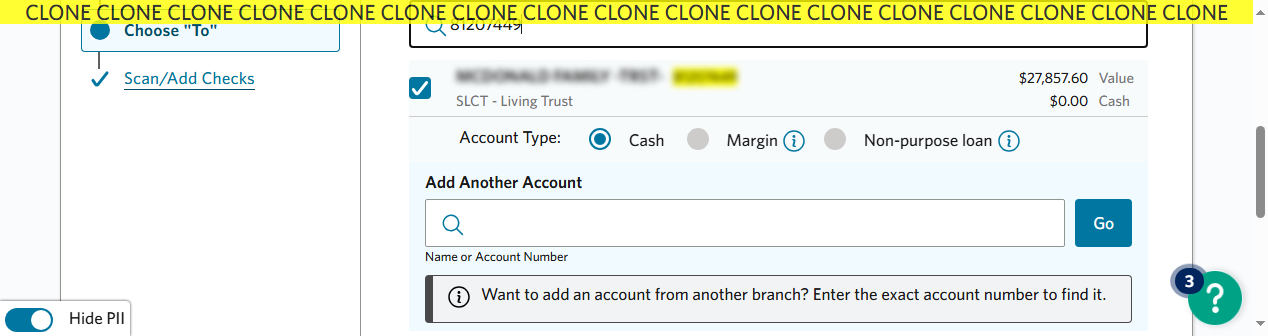 CLONE CLONE CLONE CLONE CLONE CLONE CLONE CLONE CLONE CLONE CLONE CLONE CLONE CLONE CLONE CLONE CLONE
Choose "To"
Scan/Add Checks
81207449
$27,857.60 Value
SLCT - Living Trust
$0.00 Cash
Account Type: Cash Margin Non-purpose loan
Add Another Account
Go
Name or Account Number
Want to add an account from another branch? Enter the exact account number to find it.
3
?
Hide PII